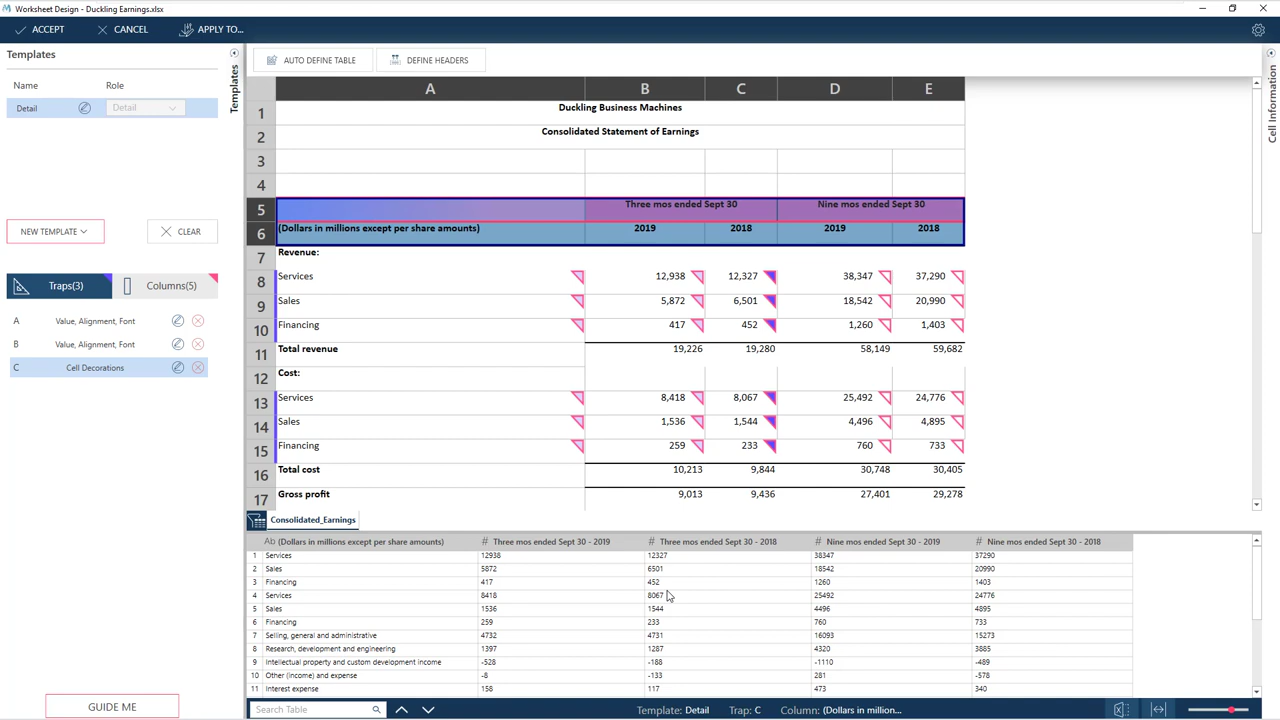 Worksheet Design - Duckling Earnings.xlsx
ACCEPT CANCEL APPLY TO...
Templates
Name Role
Detail Detail
NEW TEMPLATE CLEAR
Traps(3) Columns(5)
A Value, Alignment, Font
B Value, Alignment, Font
C Cell Decorations
GUIDE ME
Templates
AUTO DEFINE TABLE DEFINE HEADERS
A B C D E
1 Duckling Business Machines
2 Consolidated Statement of Earnings
3
4
5 Three mos ended Sept 30 Nine mos ended Sept 30
6 (Dollars in millions except per share amounts) 2019 2018 2019 2018
7 Revenue:
8 Services 12,938 12,327 38,347 37,290
9 Sales 5,872 6,501 18,542 20,990
10 Financing 417 452 1,260 1,403
11 Total revenue 19,226 19,280 58,149 59,682
12 Cost:
13 Services 8,418 8,067 25,492 24,776
14 Sales 1,536 1,544 4,496 4,895
15 Financing 259 233 760 733
16 Total cost 10,213 9,844 30,748 30,405
17 Gross profit 9,013 9,436 27,401 29,278
Cell Information
Consolidated_Earnings
Ab (Dollars in millions except per share amounts) # Three mos ended Sept 30 - 2019 # Three mos ended Sept 30 - 2018 # Nine mos ended Sept 30 - 2019 # Nine mos ended Sept 30 - 2018
1 Services 12938 12327 38347 37290
2 Sales 5872 6501 18542 20990
3 Financing 417 452 1260 1403
4 Services 8418 8067 25492 24776
5 Sales 1536 1544 4496 4895
6 Financing 259 233 760 733
7 Selling, general and administrative 4732 4731 16093 15273
8 Research, development and engineering 1397 1287 4320 3885
9 Intellectual property and custom development income -528 -188 -1110 -489
10 Other (income) and expense -8 -133 281 -578
11 Interest expense 158 117 473 340
Search Table Template: Detail Trap: C Column: (Dollars in million...